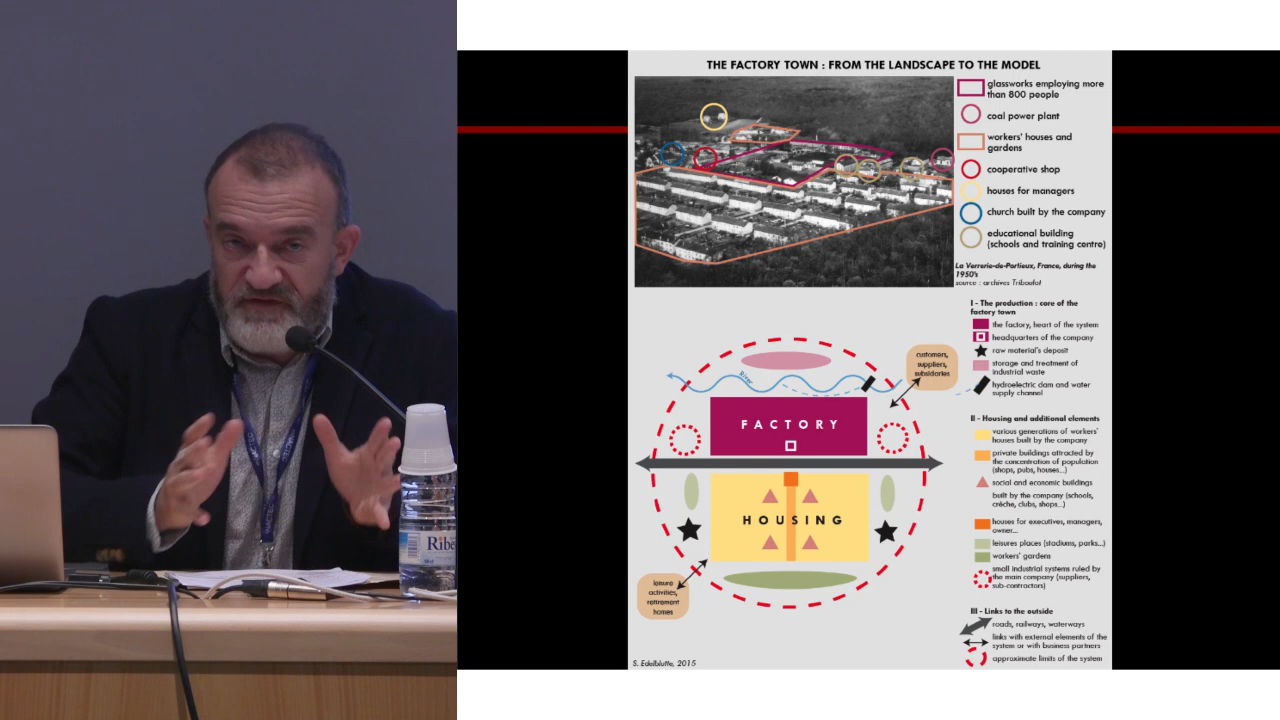 THE FACTORY TOWN : FROM THE LANDSCAPE TO THE MODEL
glassworks employing more
than 800 people
coal power plant
workers' houses and
gardens
cooperative shop
houses for managers
church built by the company
educational building
(schools and training centre)
La Verrerie-de-Portieux, France, during the
1950's
source : archives Triboulot
I - The production : core of the
factory town
the factory, heart of the system
headquarters of the company
raw material's deposit
storage and treatment of
industrial waste
hydroelectric dam and water
supply channel
customers,
suppliers,
subsidiaries
River
FACTORY
HOUSING
leisure
activities,
retirement
homes
II - Housing and additional elements
various generations of workers'
houses built by the company
private buildings attracted by
the concentration of population
(shops, pubs, houses...)
social and economic buildings
built by the company (schools,
crèche, clubs, shops...)
houses for executives, managers,
owner...
leisures places (stadiums, parks...)
workers' gardens
small industrial systems ruled by
the main company (suppliers,
sub-contractors)
III - Links to the outside
roads, railways, waterways
links with external elements of the
system or with business partners
approximate limits of the system
S. Edelblutte, 2015
Ribe